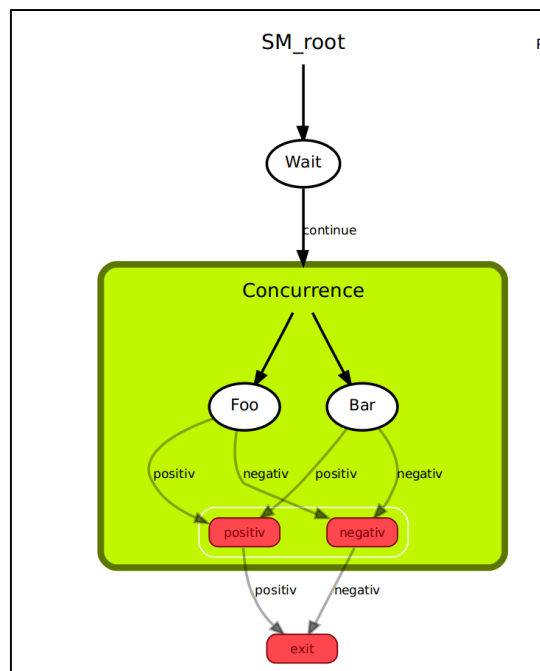 SM_root
P
Wait
continue
Concurrence
Foo Bar
positiv negativ positiv negativ
positiv negativ
positiv negativ
exit